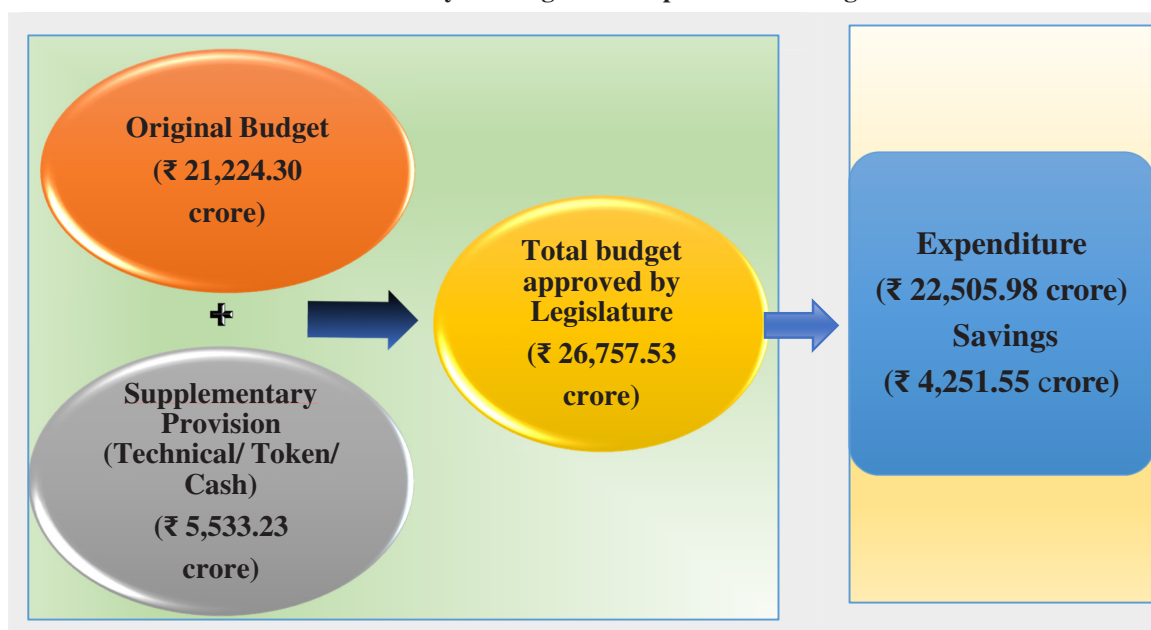 Original Budget
(₹ 21,224.30
crore)
+
Supplementary
Provision
(Technical/ Token/
Cash)
(₹ 5,533.23
crore)
Total budget
approved by
Legislature
(₹ 26,757.53
crore)
Expenditure
(₹ 22,505.98 crore)
Savings
(₹ 4,251.55 crore)